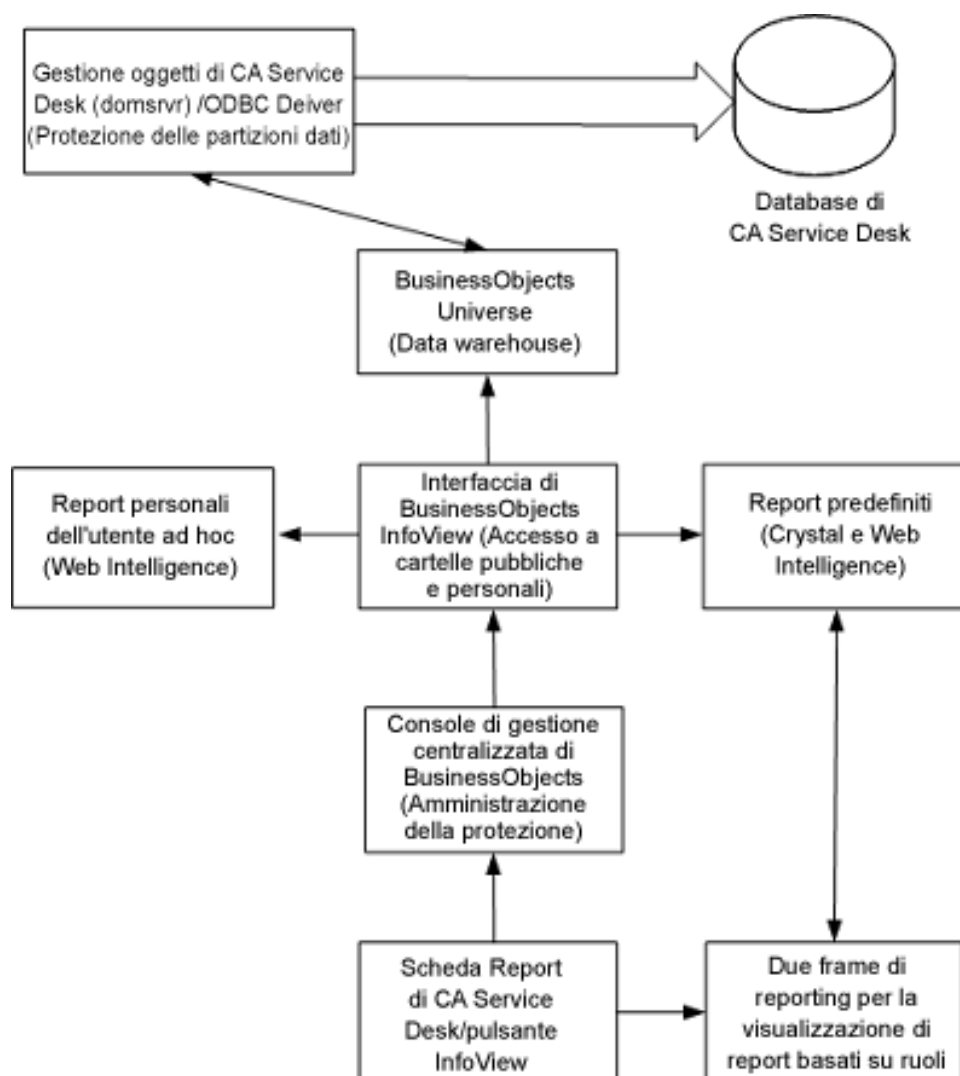 Gestione oggetti di CA Service
Desk (domsrvr) /ODBC Deiver
(Protezione delle partizioni dati)
Database di
CA Service Desk
BusinessObjects
Universe
(Data warehouse)
Report personali
dell'utente ad hoc
(Web Intelligence)
Interfaccia di
BusinessObjects
InfoView (Accesso a
cartelle pubbliche
e personali)
Report predefiniti
(Crystal e Web
Intelligence)
Console di gestione
centralizzata di
BusinessObjects
(Amministrazione
della protezione)
Scheda Report
di CA Service
Desk/pulsante
InfoView
Due frame di
reporting per la
visualizzazione di
report basati su ruoli